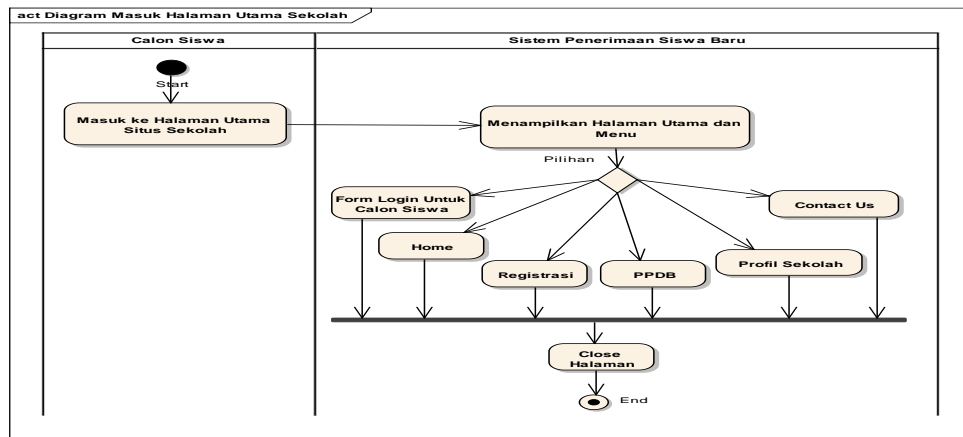 act Diagram Masuk Halaman Utama Sekolah
Calon Siswa
Sistem Penerimaan Siswa Baru
Start
Masuk ke Halaman Utama
Situs Sekolah
Menampilkan Halaman Utama dan
Menu
Pilihan
Form Login Untuk
Calon Siswa
Contact Us
Home
Registrasi
PPDB
Profil Sekolah
Close
Halaman
End